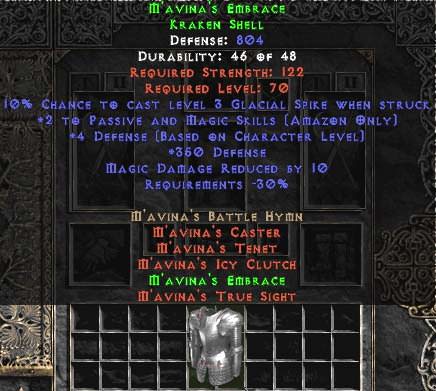 M'avina's Embrace
Kraken Shell
Defense: 804
Durability: 46 of 48
Required Strength: 122
Required Level: 70
10% Chance to cast level 3 Glacial Spike when struck
+2 to Passive and Magic Skills (Amazon Only)
+4 Defense (Based on Character Level)
+350 Defense
Magic Damage Reduced by 10
Requirements -30%
M'avina's Battle Hymn
M'avina's Caster
M'avina's Tenet
M'avina's Icy Clutch
M'avina's Embrace
M'avina's True Sight